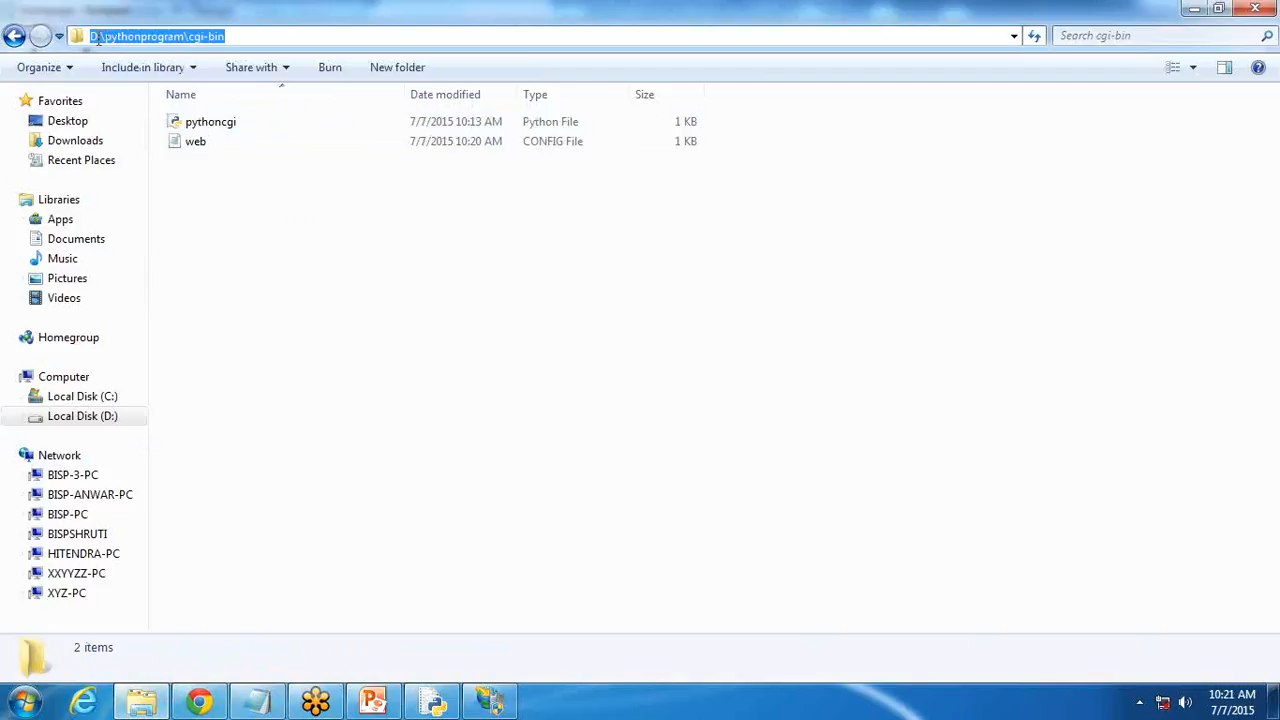 D:\pythonprogram\cgi-bin
Search cgi-bin
Organize
Include in library
Share with
Burn
New folder
Name
Date modified
Type
Size
pythoncgi
7/7/2015 10:13 AM
Python File
1 KB
web
7/7/2015 10:20 AM
CONFIG File
1 KB
Favorites
Desktop
Downloads
Recent Places
Libraries
Apps
Documents
Music
Pictures
Videos
Homegroup
Computer
Local Disk (C:)
Local Disk (D:)
Network
BISP-3-PC
BISP-ANWAR-PC
BISP-PC
BISPSHRUTI
HITENDRA-PC
XXYYZZ-PC
XYZ-PC
2 items
10:21 AM
7/7/2015